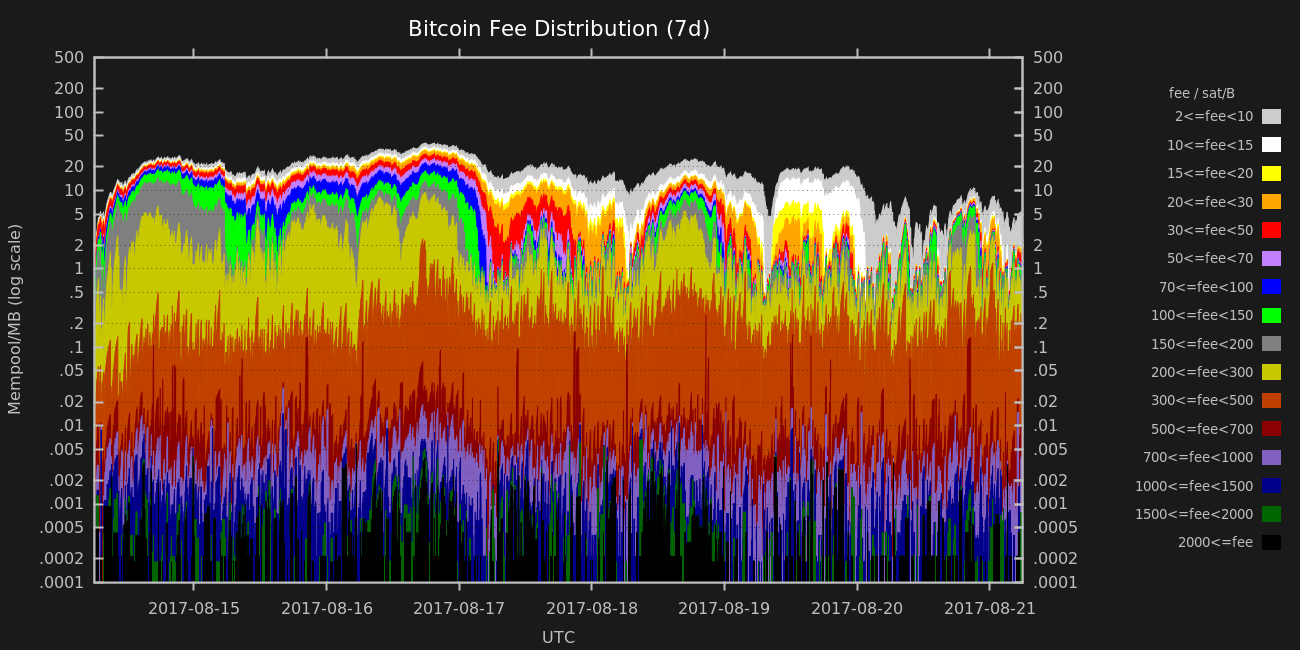 Bitcoin Fee Distribution (7d)
500
200
100
50
20
10
5
2
1
.5
.2
.1
.05
.02
.01
.005
.002
.001
.0005
.0002
.0001
Mempool/MB (log scale)
500
200
100
50
20
10
5
2
1
.5
.2
.1
.05
.02
.01
.005
.002
.001
.0005
.0002
.0001
2017-08-15 2017-08-16 2017-08-17 2017-08-18 2017-08-19 2017-08-20 2017-08-21
UTC
fee / sat/B
2<=fee<10
10<=fee<15
15<=fee<20
20<=fee<30
30<=fee<50
50<=fee<70
70<=fee<100
100<=fee<150
150<=fee<200
200<=fee<300
300<=fee<500
500<=fee<700
700<=fee<1000
1000<=fee<1500
1500<=fee<2000
2000<=fee